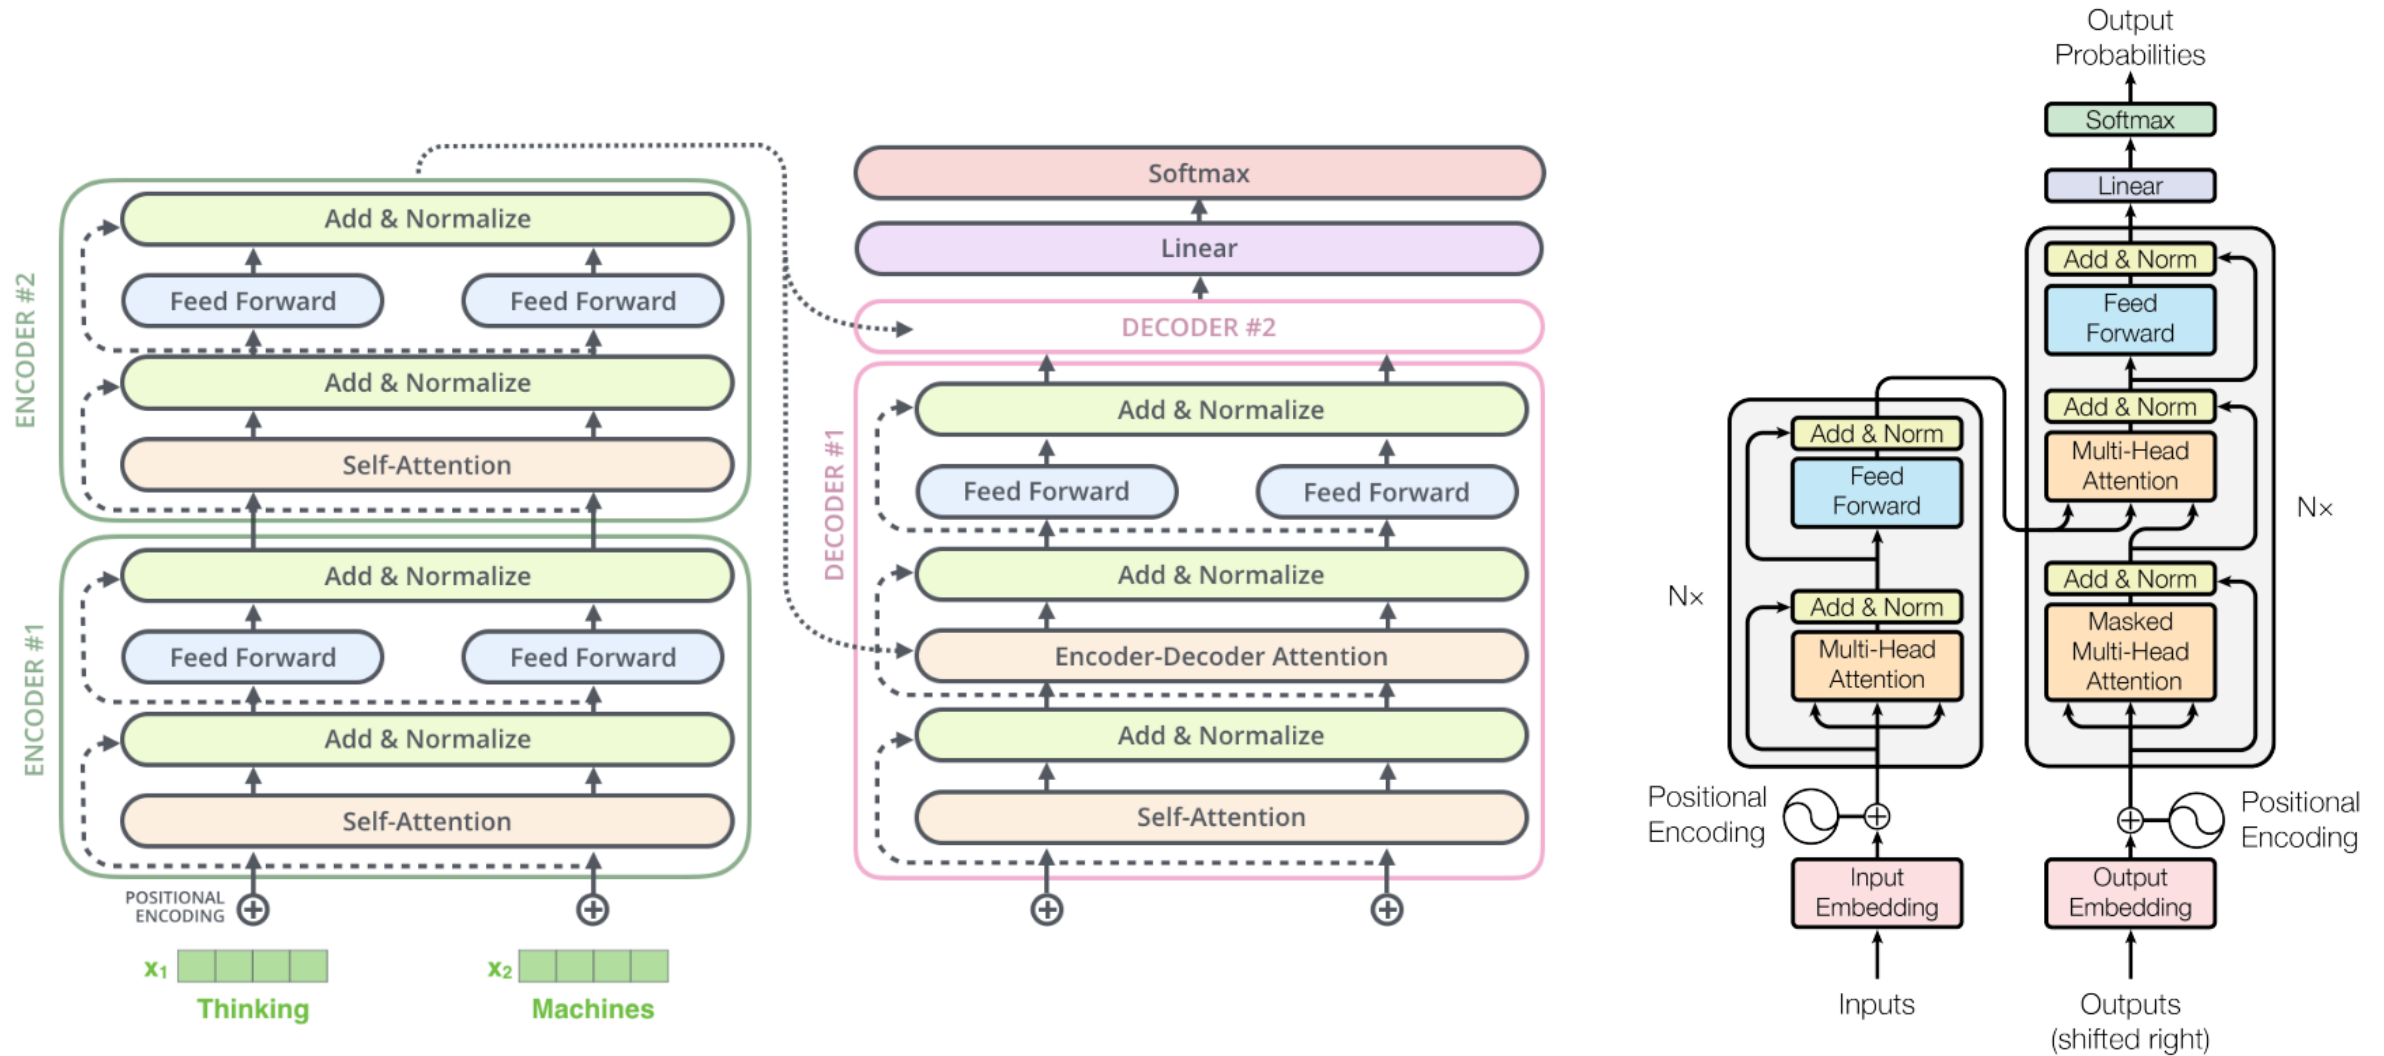 ENCODER #2
Add & Normalize
Feed Forward
Feed Forward
Add & Normalize
Self-Attention
ENCODER #1
Add & Normalize
Feed Forward
Feed Forward
Add & Normalize
Self-Attention
POSITIONAL
ENCODING
x₁
x₂
Thinking
Machines
Softmax
Linear
DECODER #2
DECODER #1
Add & Normalize
Feed Forward
Feed Forward
Add & Normalize
Encoder-Decoder Attention
Add & Normalize
Self-Attention
Nx
Add & Norm
Feed
Forward
Add & Norm
Multi-Head
Attention
Positional
Encoding
Input
Embedding
Inputs
Output
Probabilities
Softmax
Linear
Add & Norm
Feed
Forward
Add & Norm
Multi-Head
Attention
Nx
Add & Norm
Masked
Multi-Head
Attention
Positional
Encoding
Output
Embedding
Outputs
(shifted right)